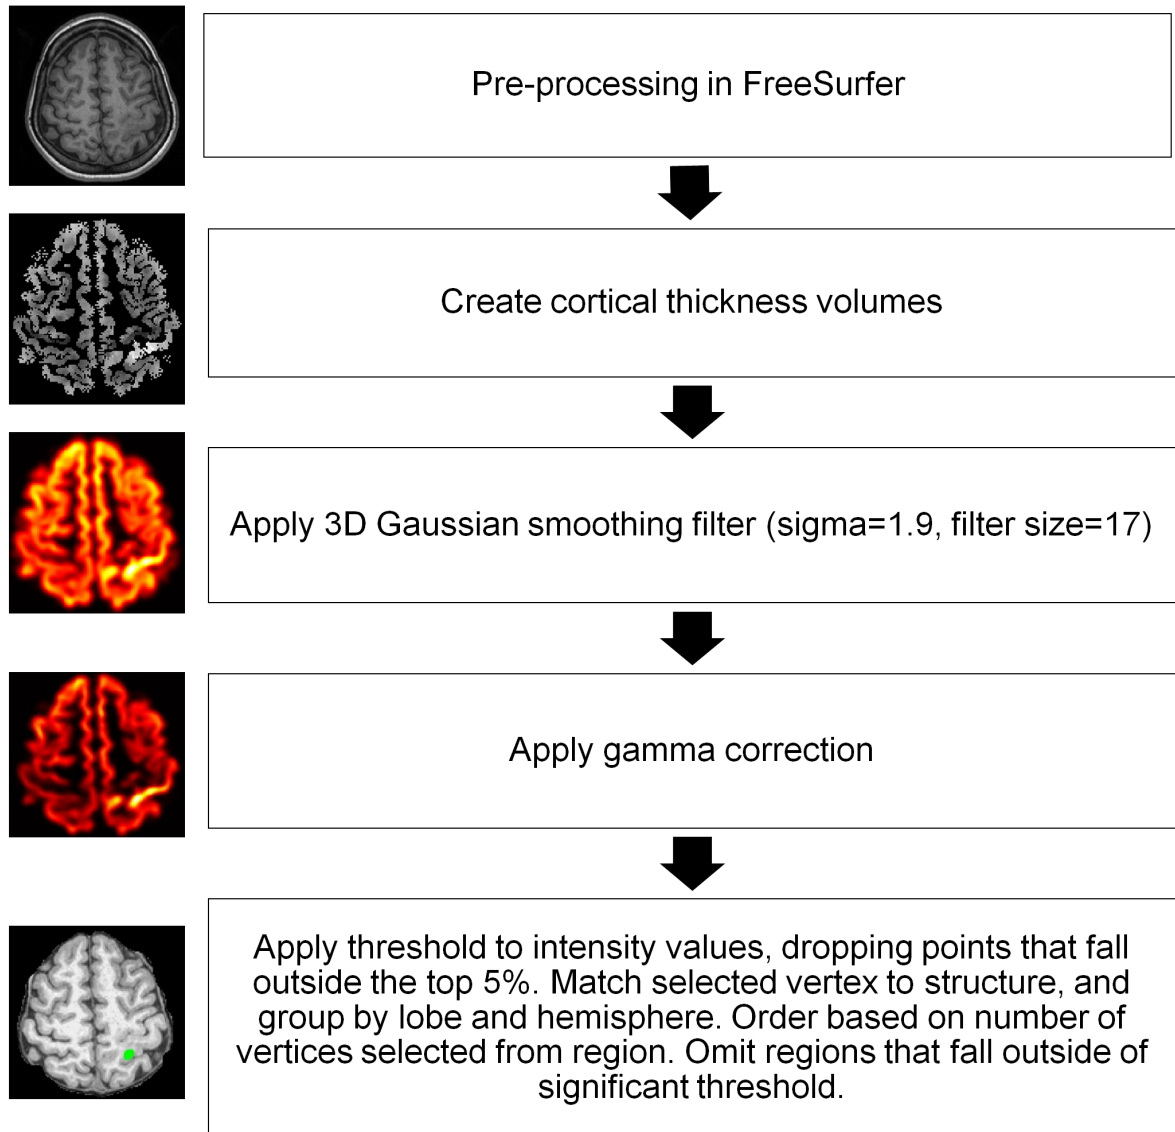 Pre-processing in FreeSurfer
Create cortical thickness volumes
Apply 3D Gaussian smoothing filter (sigma=1.9, filter size=17)
Apply gamma correction
Apply threshold to intensity values, dropping points that fall
outside the top 5%. Match selected vertex to structure, and
group by lobe and hemisphere. Order based on number of
vertices selected from region. Omit regions that fall outside of
significant threshold.